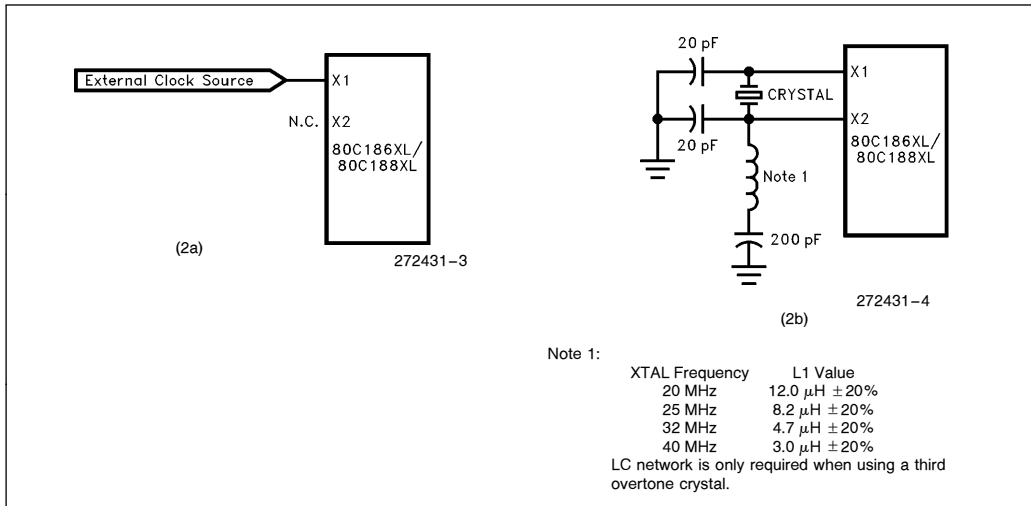 External Clock Source
X1
N.C.
X2
80C186XL/
80C188XL
(2a)
272431-3
20 pF
X1
CRYSTAL
X2
20 pF
80C186XL/
80C188XL
Note 1
200 pF
272431-4
(2b)
Note 1:
XTAL Frequency L1 Value
20 MHz 12.0 μH ±20%
25 MHz 8.2 μH ±20%
32 MHz 4.7 μH ±20%
40 MHz 3.0 μH ±20%
LC network is only required when using a third
overtone crystal.